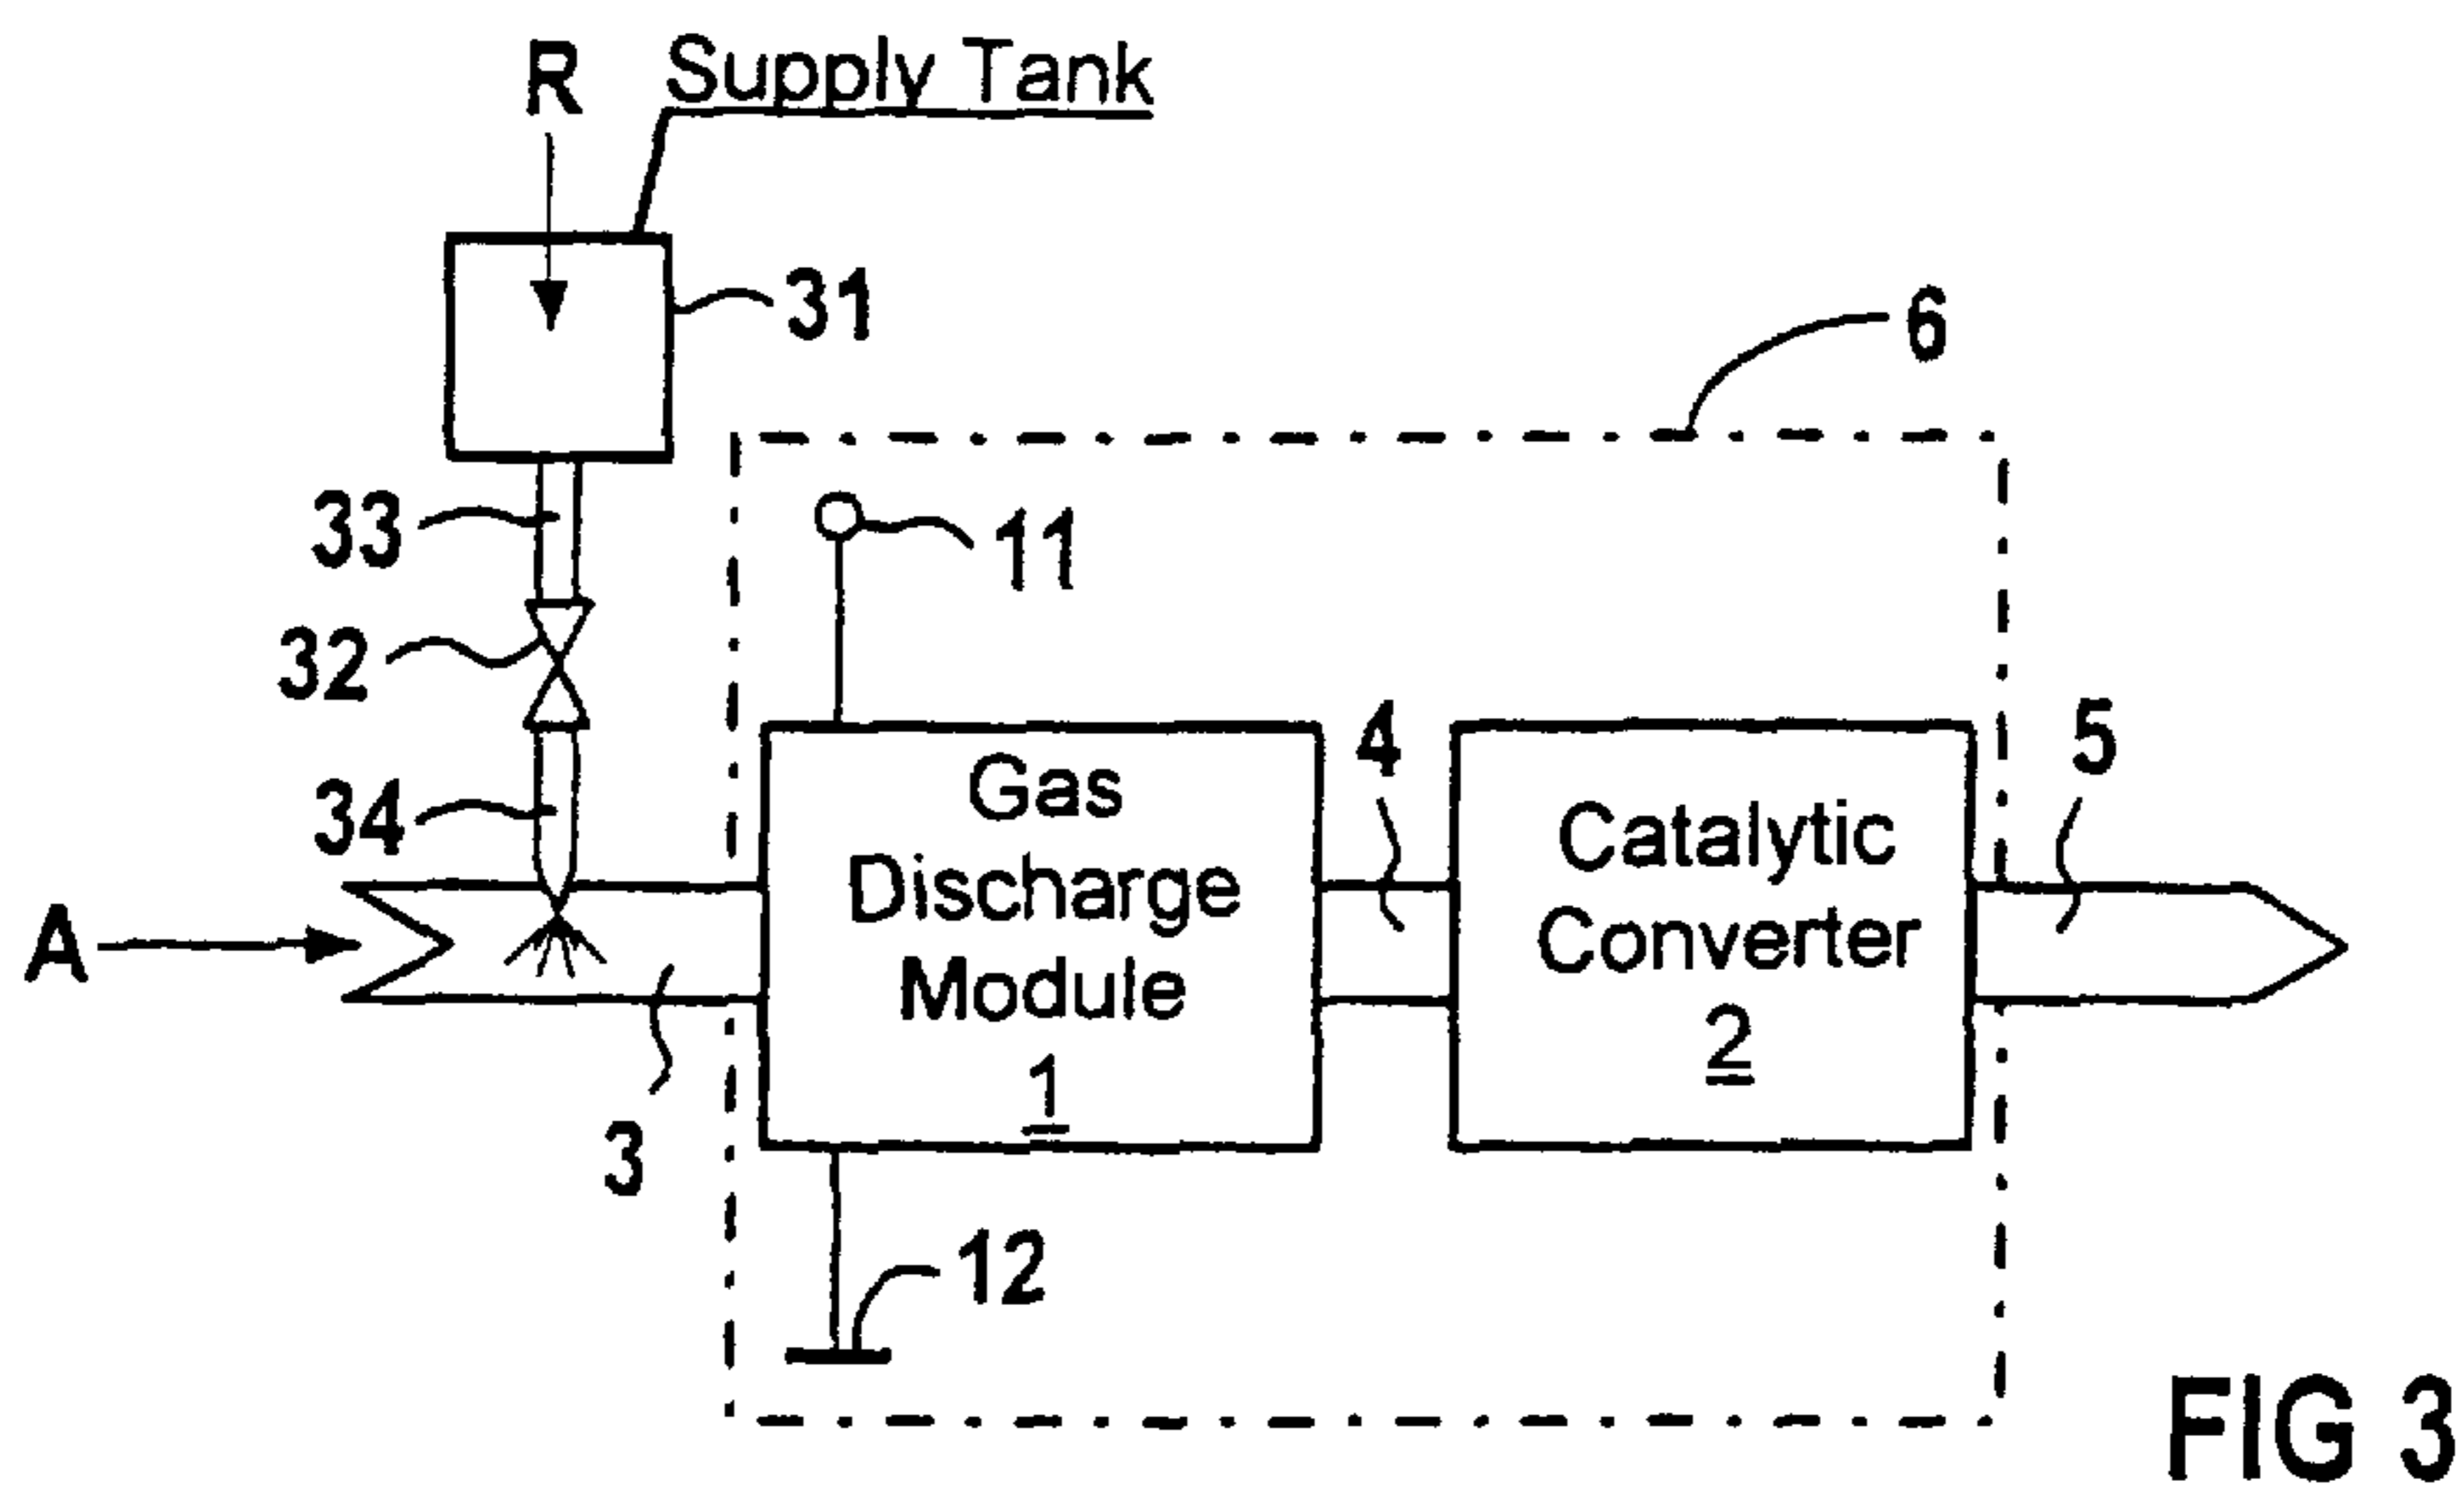 R
Supply Tank
31
6
33
11
32
4
5
34
Gas
Discharge
Module
1
Catalytic
Converter
2
A
3
12
FIG 3